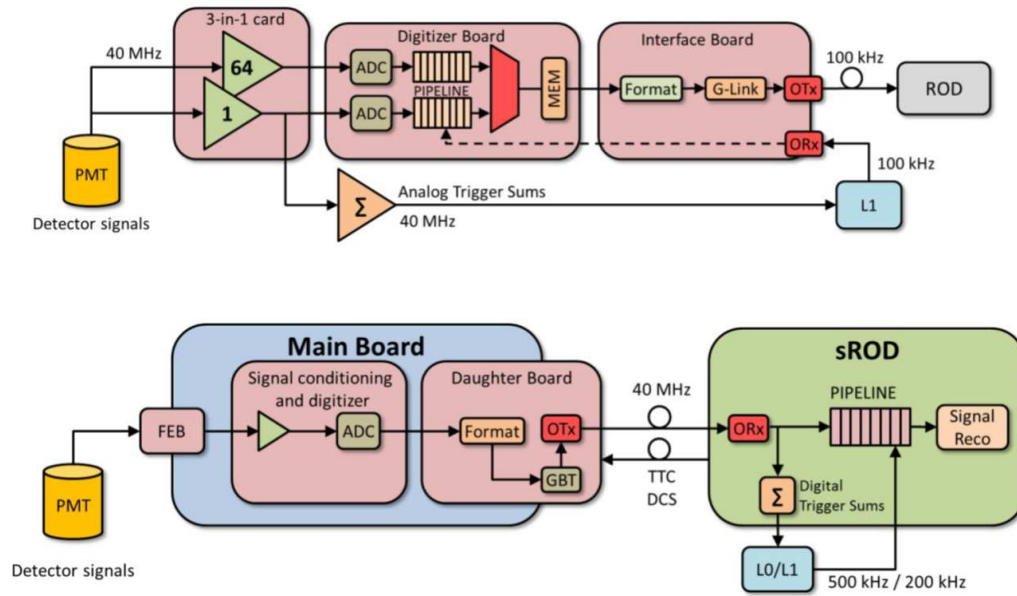 3-in-1 card
Digitizer Board
Interface Board
40 MHz
64
1
ADC
ADC
PIPELINE
MEM
Format
G-Link
OTx
100 kHz
ROD
ORx
100 kHz
PMT
Detector signals
Σ
Analog Trigger Sums
40 MHz
L1
Main Board
sROD
Signal conditioning
and digitizer
Daughter Board
40 MHz
PIPELINE
FEB
ADC
Format
OTx
GBT
ORx
Signal
Reco
TTC
DCS
Σ
Digital
Trigger Sums
PMT
Detector signals
L0/L1
500 kHz / 200 kHz